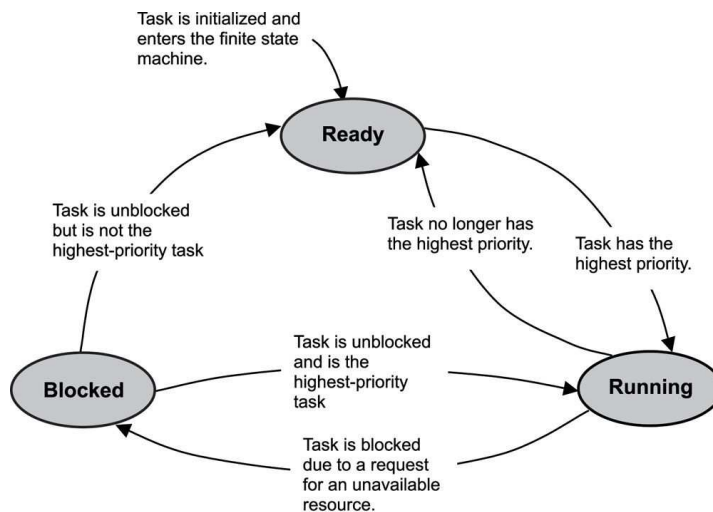 Task is initialized and
enters the finite state
machine.
Ready
Task is unblocked
but is not the
highest-priority task
Task no longer has
the highest priority.
Task has the
highest priority.
Task is unblocked
and is the
highest-priority
task
Blocked
Running
Task is blocked
due to a request
for an unavailable
resource.